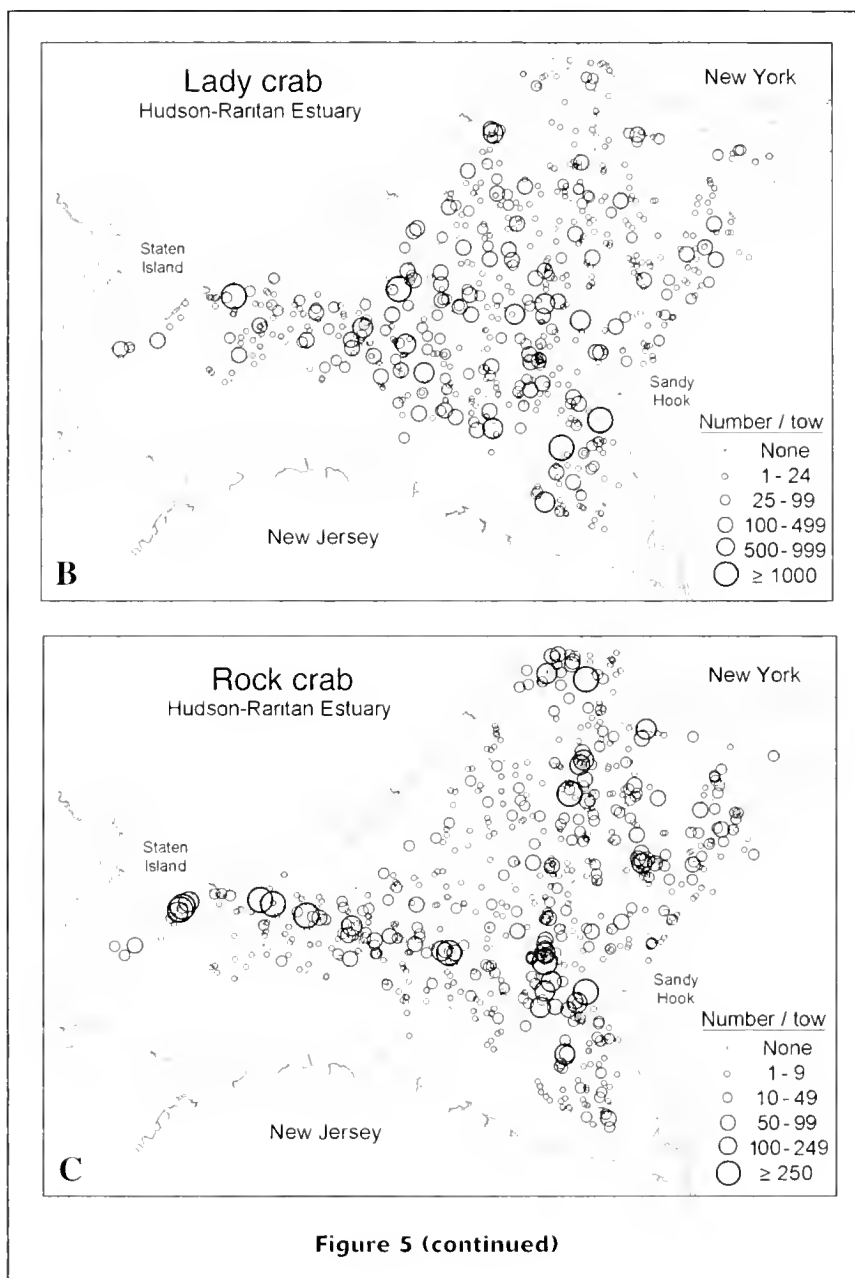 Lady crab
Hudson-Raritan Estuary
New York
Staten
Island
Sandy
Hook
Number / tow
None
1 - 24
25 - 99
100 - 499
500 - 999
≥ 1000
New Jersey
B
Rock crab
Hudson-Raritan Estuary
New York
Staten
Island
Sandy
Hook
Number / tow
None
1 - 9
10 - 49
50 - 99
100 - 249
≥ 250
New Jersey
C
Figure 5 (continued)